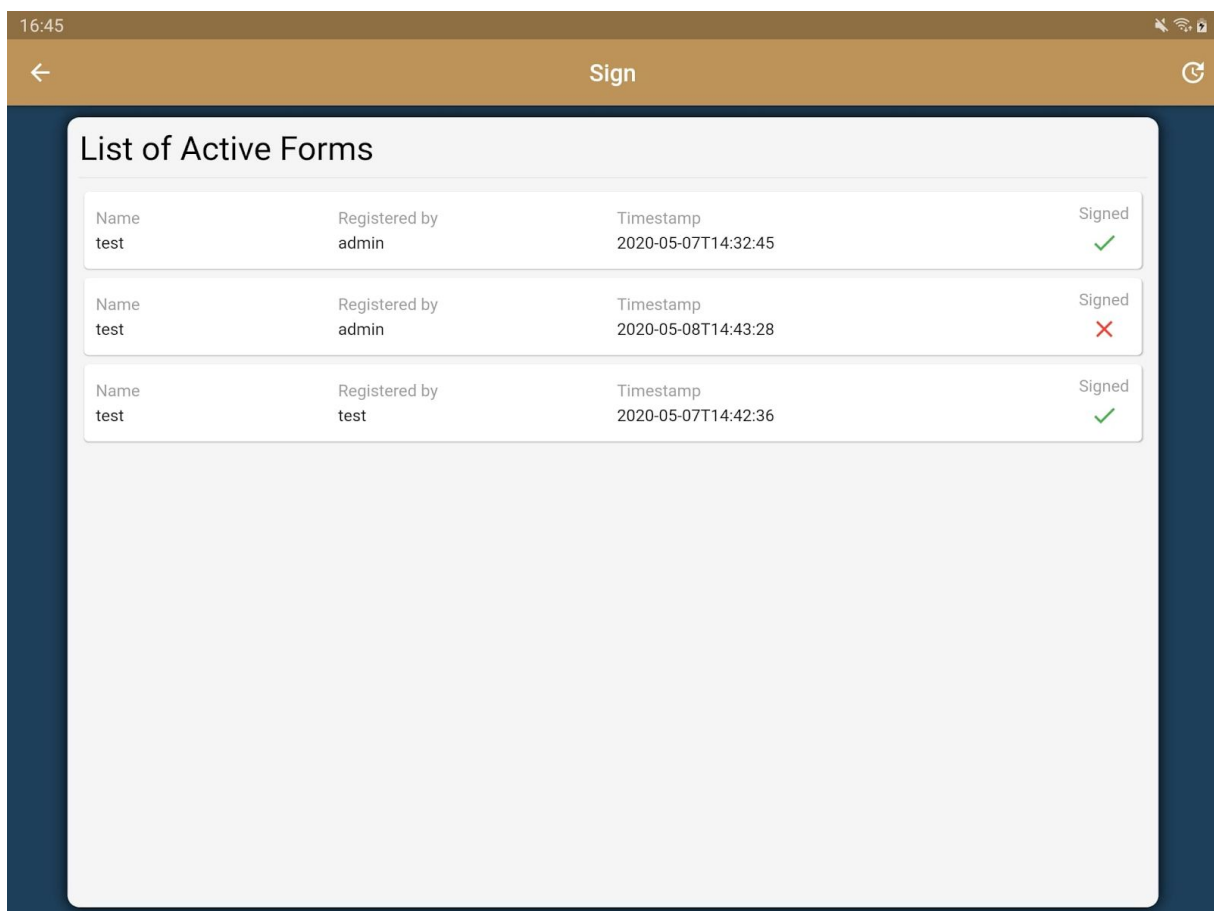 16:45
Sign
List of Active Forms
Name Registered by Timestamp Signed
test admin 2020-05-07T14:32:45
Name Registered by Timestamp Signed
test admin 2020-05-08T14:43:28
Name Registered by Timestamp Signed
test test 2020-05-07T14:42:36